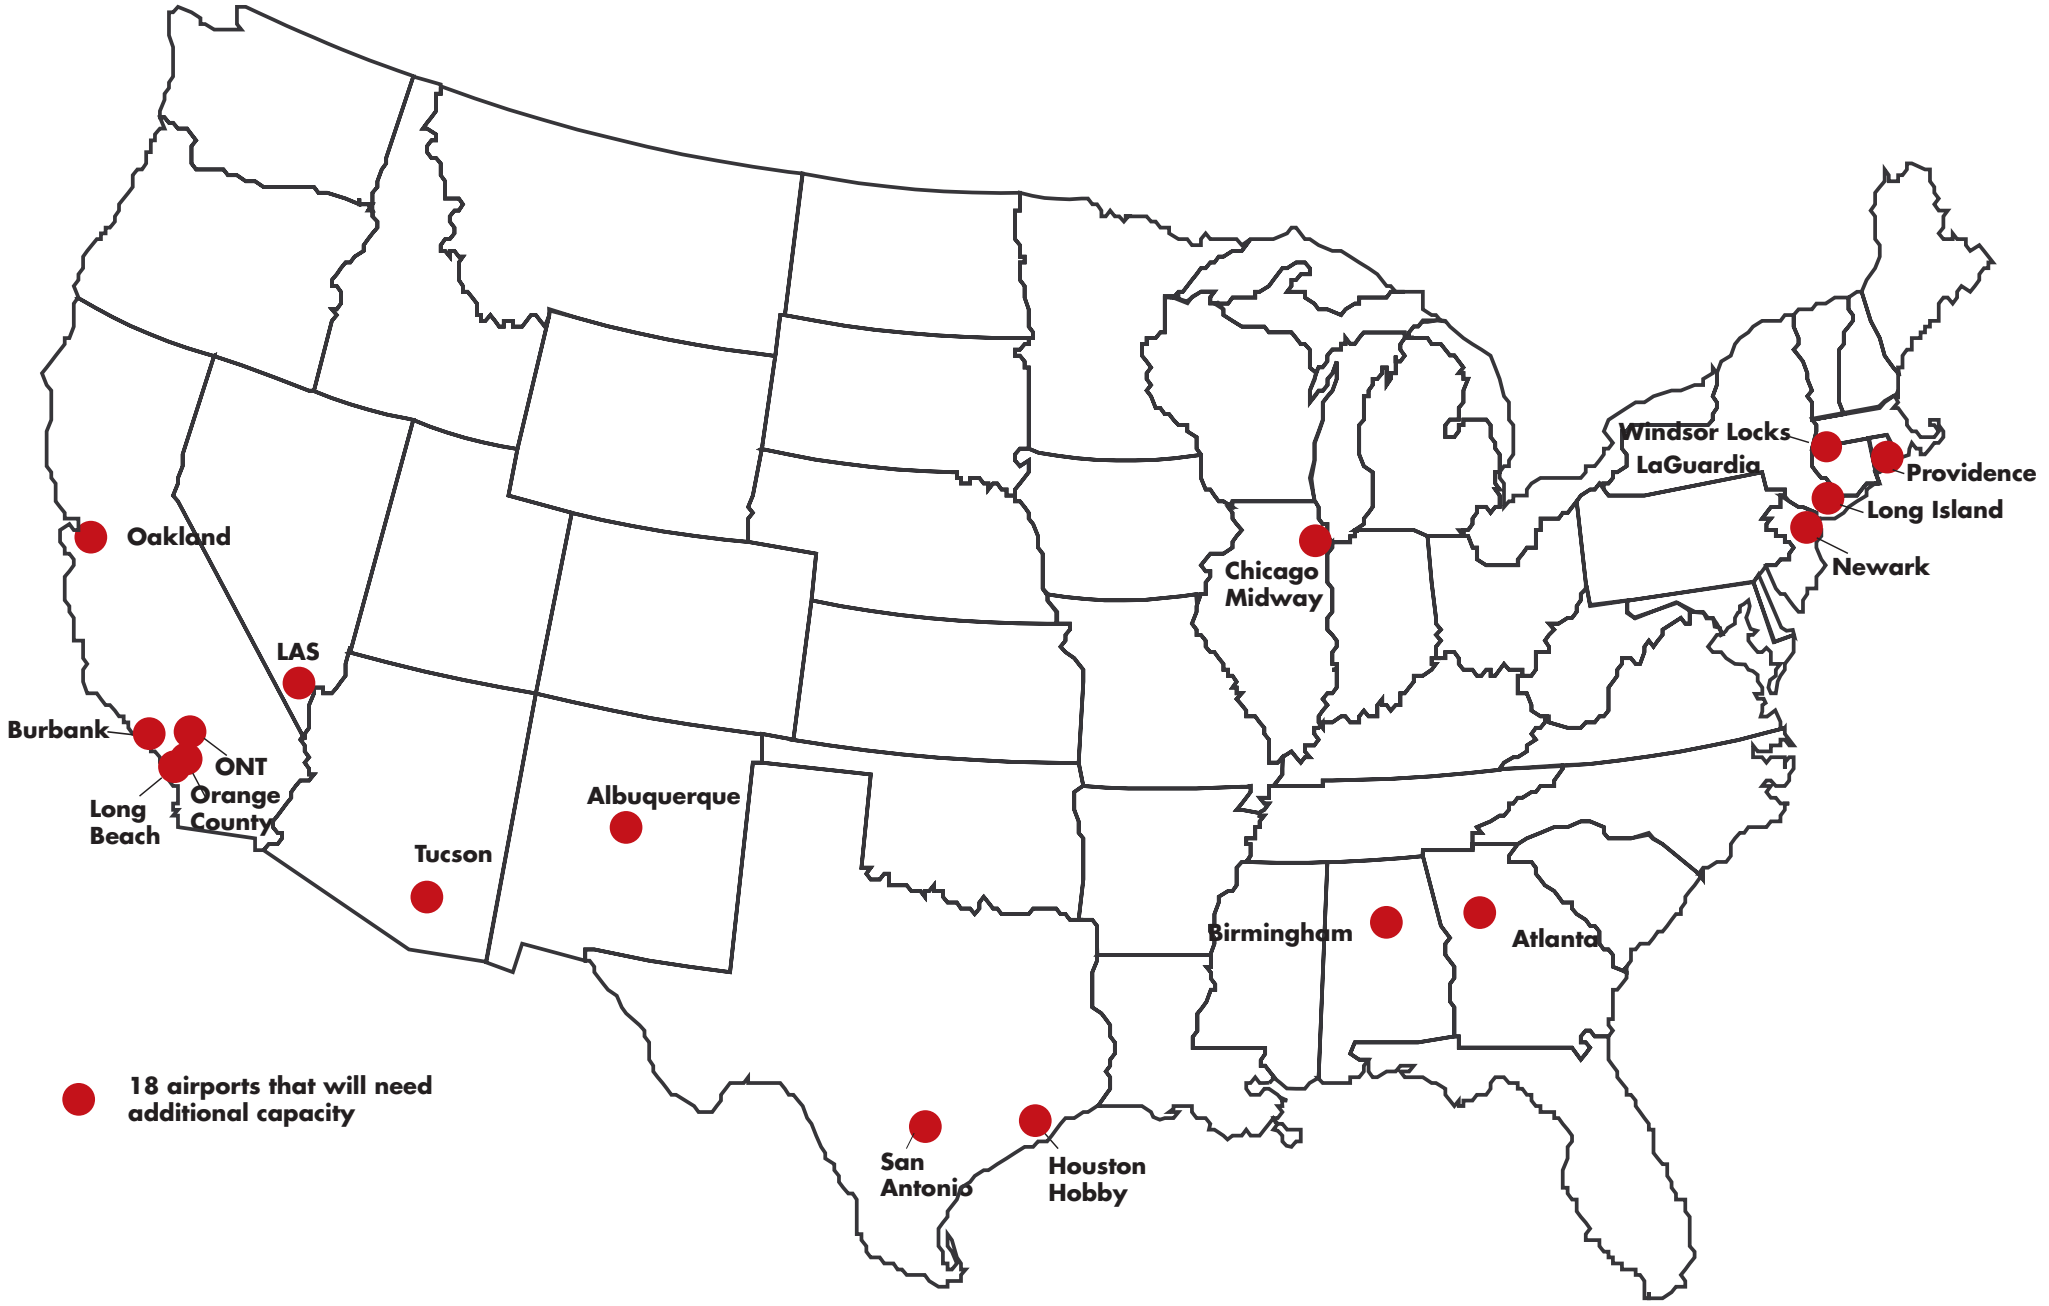 Windsor Locks
LaGuardia
Providence
Long Island
Newark
Oakland
Chicago
Midway
LAS
Burbank
ONT
Orange
County
Long
Beach
Albuquerque
Tucson
Birmingham
Atlanta
18 airports that will need
additional capacity
San
Antonio
Houston
Hobby